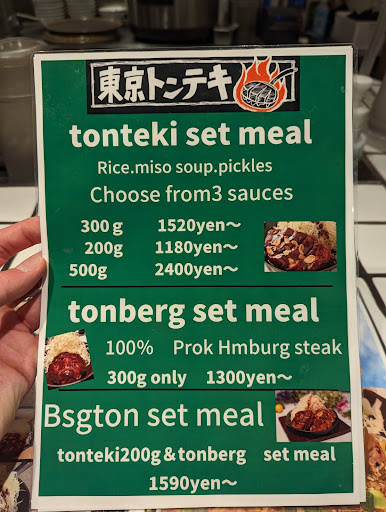 東京トンテキ
tonteki set meal
Rice.miso soup.pickles
Choose from3 sauces
300g 1520yen～
200g 1180yen～
500g 2400yen～
tonberg set meal
100% Prok Hmburg steak
300g only 1300yen～
Bsgton set meal
tonteki200g&tonberg set meal
1590yen～